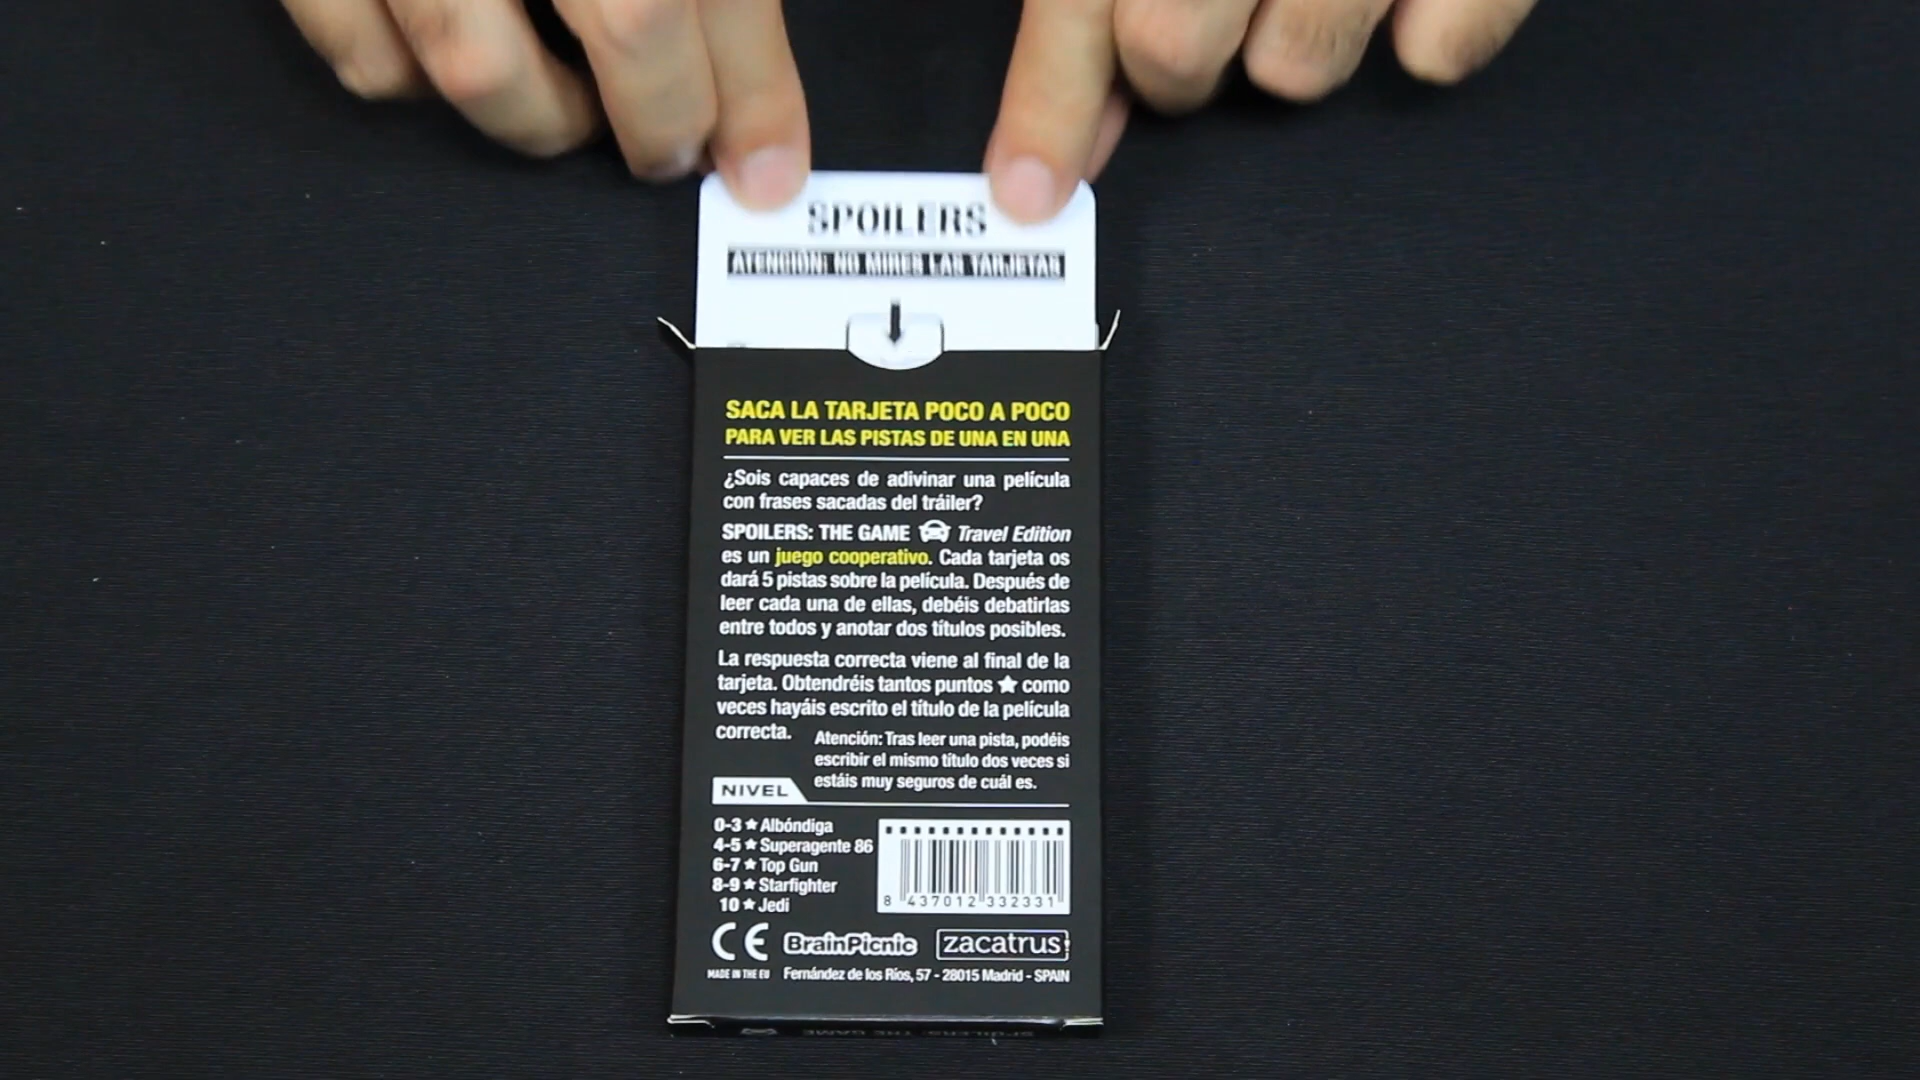 SPOILERS
ATENCIÓN: NO MIRES LAS TARJETAS
SACA LA TARJETA POCO A POCO
PARA VER LAS PISTAS DE UNA EN UNA
¿Sois capaces de adivinar una película
con frases sacadas del tráiler?
SPOILERS: THE GAME Travel Edition
es un juego cooperativo. Cada tarjeta os
dará 5 pistas sobre la película. Después de
leer cada una de ellas, debéis debatirlas
entre todos y anotar dos títulos posibles.
La respuesta correcta viene al final de la
tarjeta. Obtendréis tantos puntos ★ como
veces hayáis escrito el título de la película
correcta.
Atención: Tras leer una pista, podéis
escribir el mismo título dos veces si
estáis muy seguros de cuál es.
NIVEL
0-3 ★ Albóndiga
4-5 ★ Superagente 86
6-7 ★ Top Gun
8-9 ★ Starfighter
10 ★ Jedi
8 437012 332331
CE BrainPicnic zacatrus!
MADE IN THE EU Fernández de los Ríos, 57 - 28015 Madrid - SPAIN
SPOILERS: THE GAME